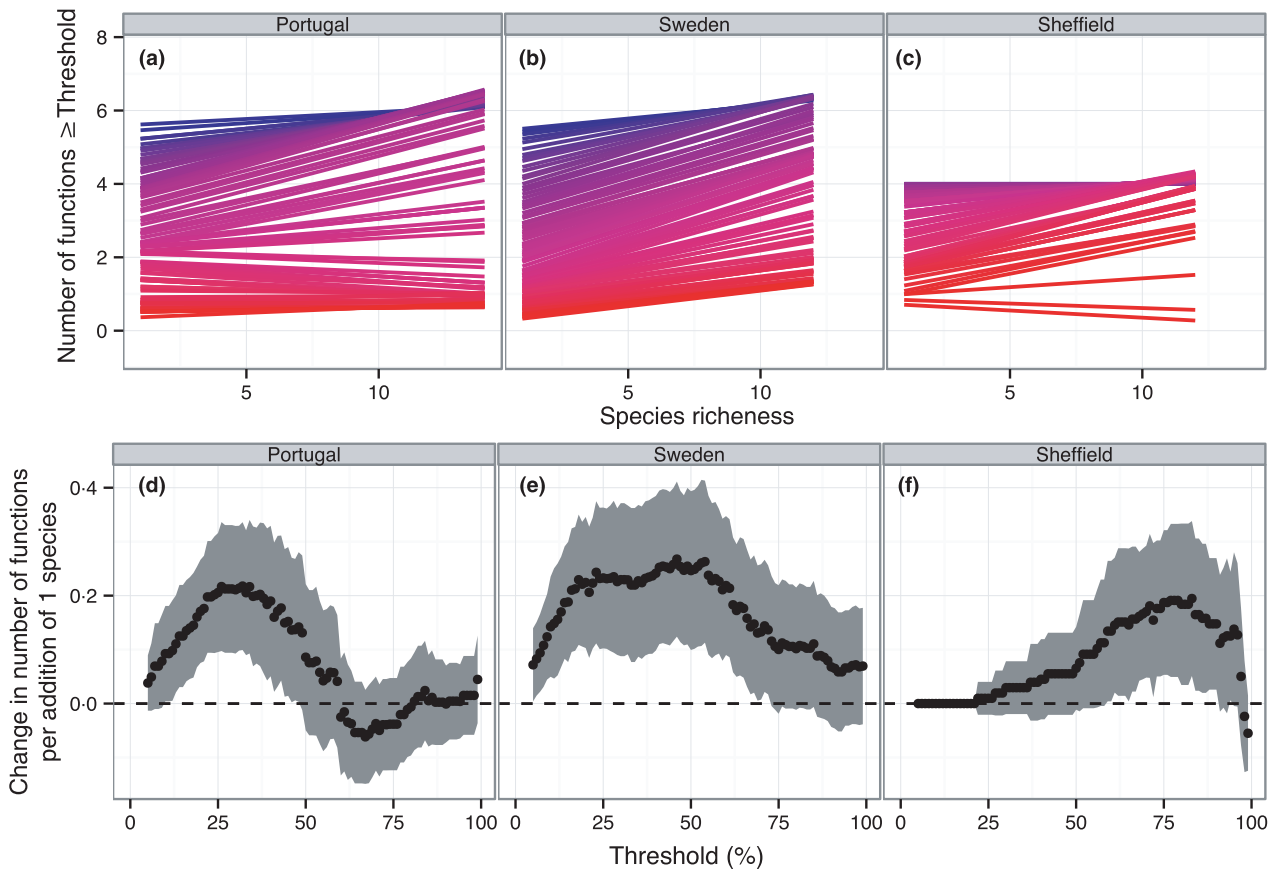 Portugal Sweden Sheffield
(a) (b) (c)
Number of functions ≥ Threshold
8
6
4
2
0
5 10 5 10 5 10
Species richeness
Portugal Sweden Sheffield
(d) (e) (f)
Change in number of functions
per addition of 1 species
0·4
0·2
0·0
0 25 50 75 100 0 25 50 75 100 0 25 50 75 100
Threshold (%)